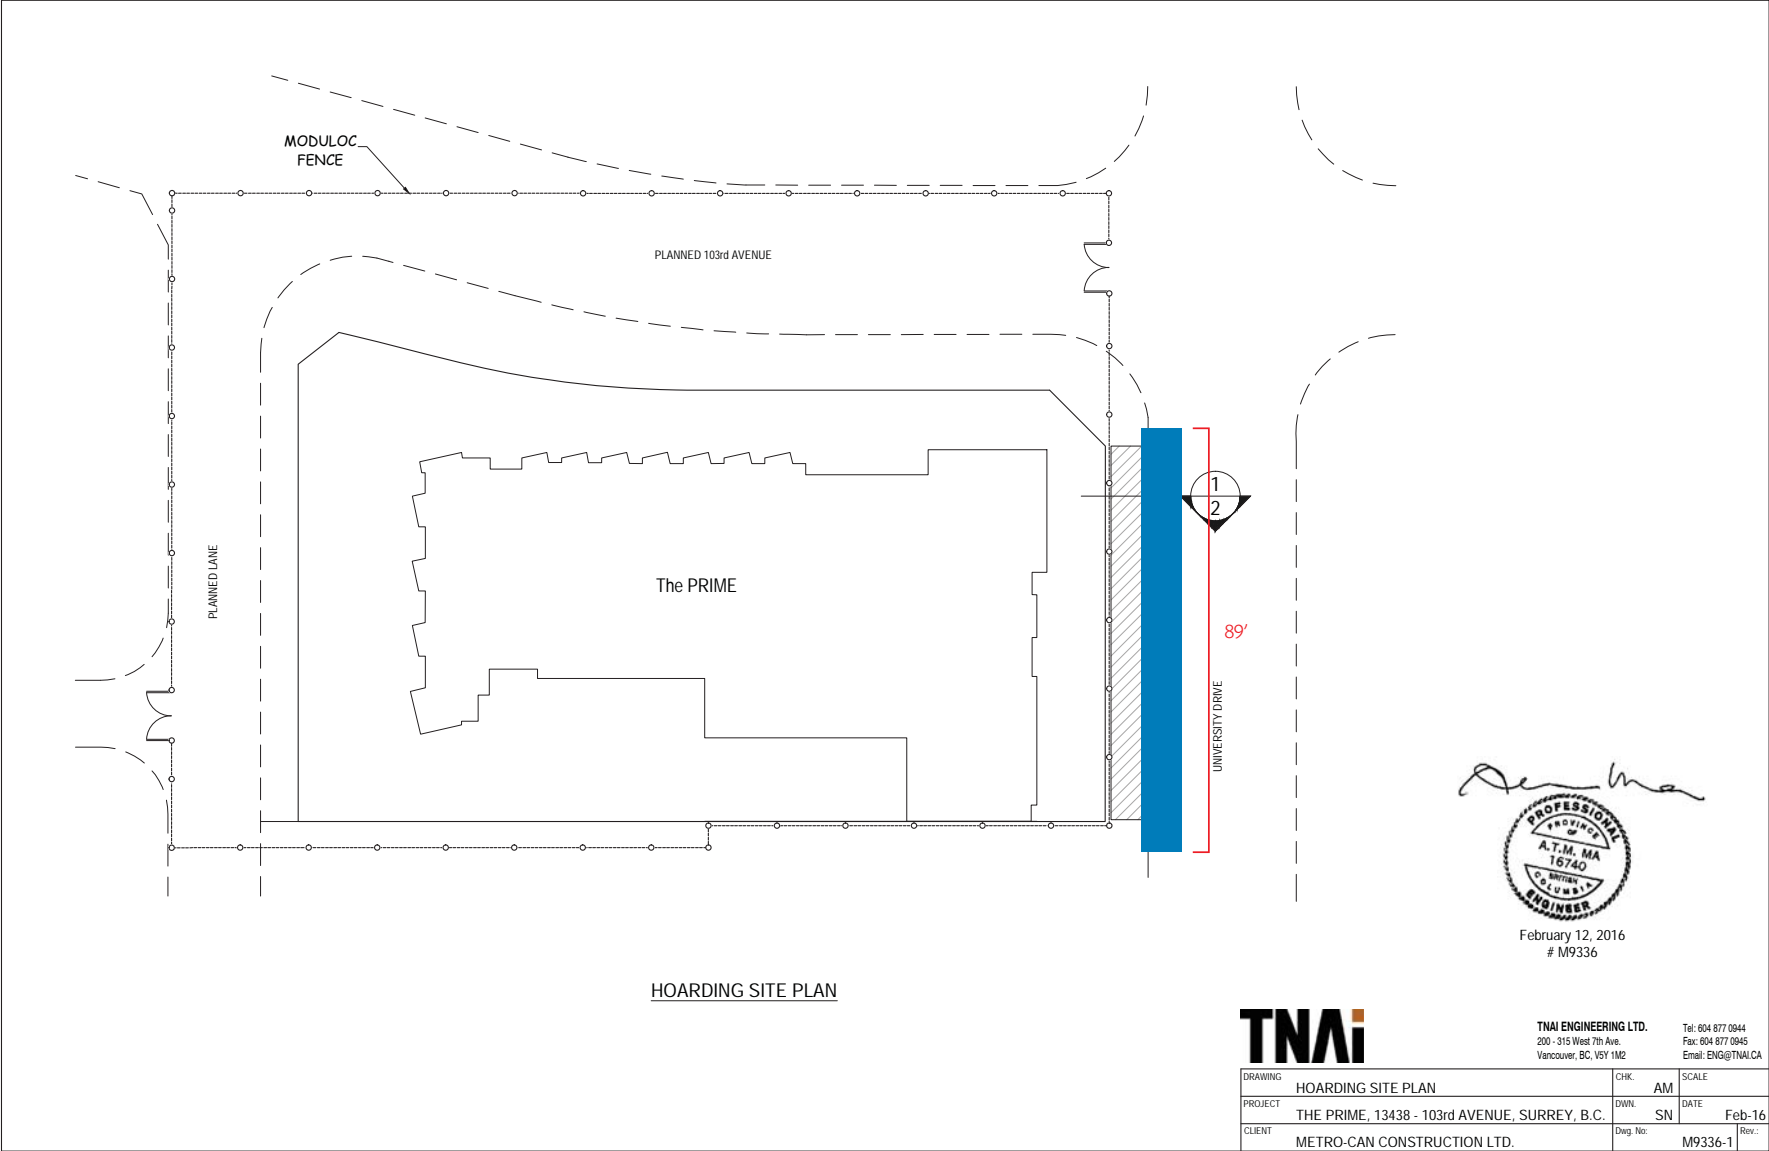 MODULOC
FENCE
PLANNED 103rd AVENUE
PLANNED LANE
The PRIME
1
2
89'
UNIVERSITY DRIVE
PROFESSIONAL
PROVINCE
OF
A.T.M. MA
16740
BRITISH
COLUMBIA
ENGINEER
February 12, 2016
# M9336
HOARDING SITE PLAN
TNAi
TNAI ENGINEERING LTD.
200 - 315 West 7th Ave.
Vancouver, BC, V5Y 1M2
Tel: 604 877 0944
Fax: 604 877 0945
Email: ENG@TNAI.CA
DRAWING HOARDING SITE PLAN CHK. AM SCALE
PROJECT THE PRIME, 13438 - 103rd AVENUE, SURREY, B.C. DWN. SN DATE Feb-16
CLIENT METRO-CAN CONSTRUCTION LTD. Dwg. No: M9336-1 Rev.: